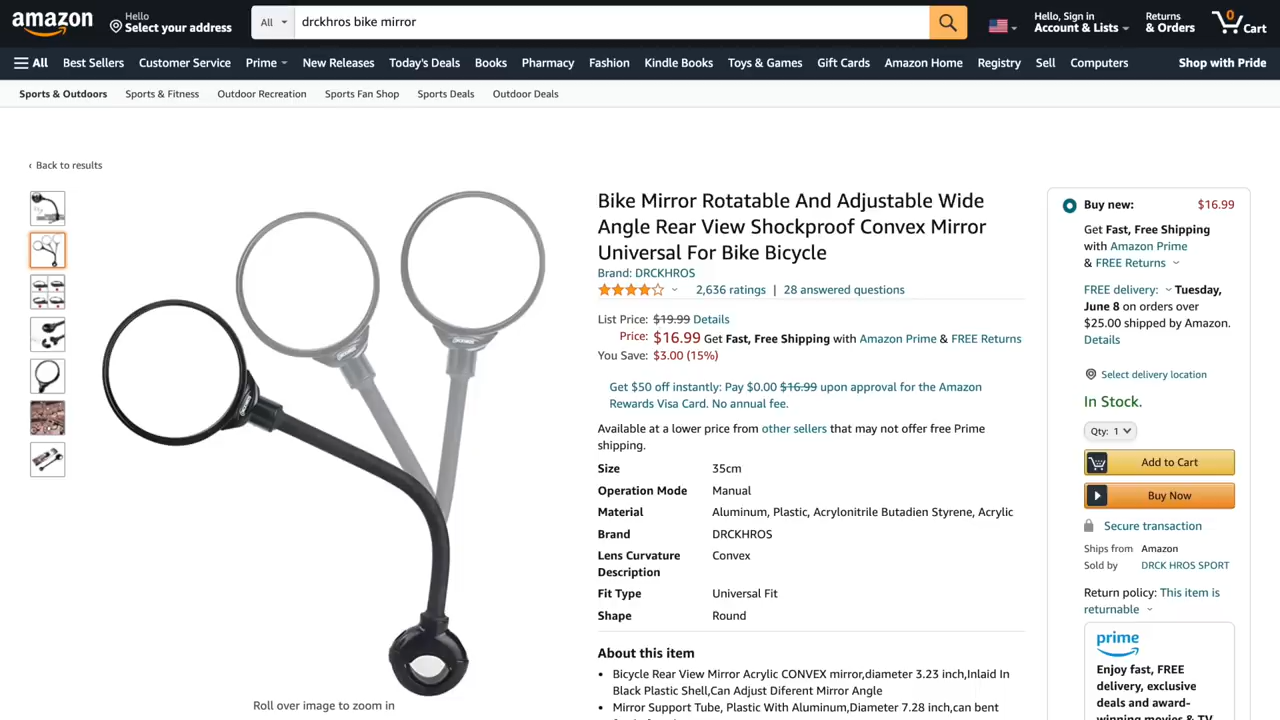 amazon
Hello
Select your address
All
drckhros bike mirror
Hello, Sign in
Account & Lists
Returns
& Orders
0
Cart
All
Best Sellers
Customer Service
Prime
New Releases
Today's Deals
Books
Pharmacy
Fashion
Kindle Books
Toys & Games
Gift Cards
Amazon Home
Registry
Sell
Computers
Shop with Pride
Sports & Outdoors
Sports & Fitness
Outdoor Recreation
Sports Fan Shop
Sports Deals
Outdoor Deals
‹ Back to results
Roll over image to zoom in
Bike Mirror Rotatable And Adjustable Wide
Angle Rear View Shockproof Convex Mirror
Universal For Bike Bicycle
Brand: DRCKHROS
2,636 ratings | 28 answered questions
List Price: $19.99 Details
Price: $16.99 Get Fast, Free Shipping with Amazon Prime & FREE Returns
You Save: $3.00 (15%)
Get $50 off instantly: Pay $0.00 $16.99 upon approval for the Amazon
Rewards Visa Card. No annual fee.
Available at a lower price from other sellers that may not offer free Prime
shipping.
Size 35cm
Operation Mode Manual
Material Aluminum, Plastic, Acrylonitrile Butadien Styrene, Acrylic
Brand DRCKHROS
Lens Curvature Convex
Description
Fit Type Universal Fit
Shape Round
About this item
• Bicycle Rear View Mirror Acrylic CONVEX mirror,diameter 3.23 inch,Inlaid In
Black Plastic Shell,Can Adjust Diferent Mirror Angle
• Mirror Support Tube, Plastic With Aluminum,Diameter 7.28 inch,can bent
Buy new: $16.99
Get Fast, Free Shipping
with Amazon Prime
& FREE Returns
FREE delivery: Tuesday,
June 8 on orders over
$25.00 shipped by Amazon.
Details
Select delivery location
In Stock.
Qty: 1
Add to Cart
Buy Now
Secure transaction
Ships from Amazon
Sold by DRCK HROS SPORT
Return policy: This item is
returnable
prime
Enjoy fast, FREE
delivery, exclusive
deals and award-
winning movies & TV